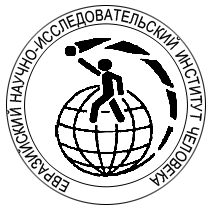 ЕВРАЗИЙСКИЙ НАУЧНО-ИССЛЕДОВАТЕЛЬСКИЙ ИНСТИТУТ ЧЕЛОВЕКА